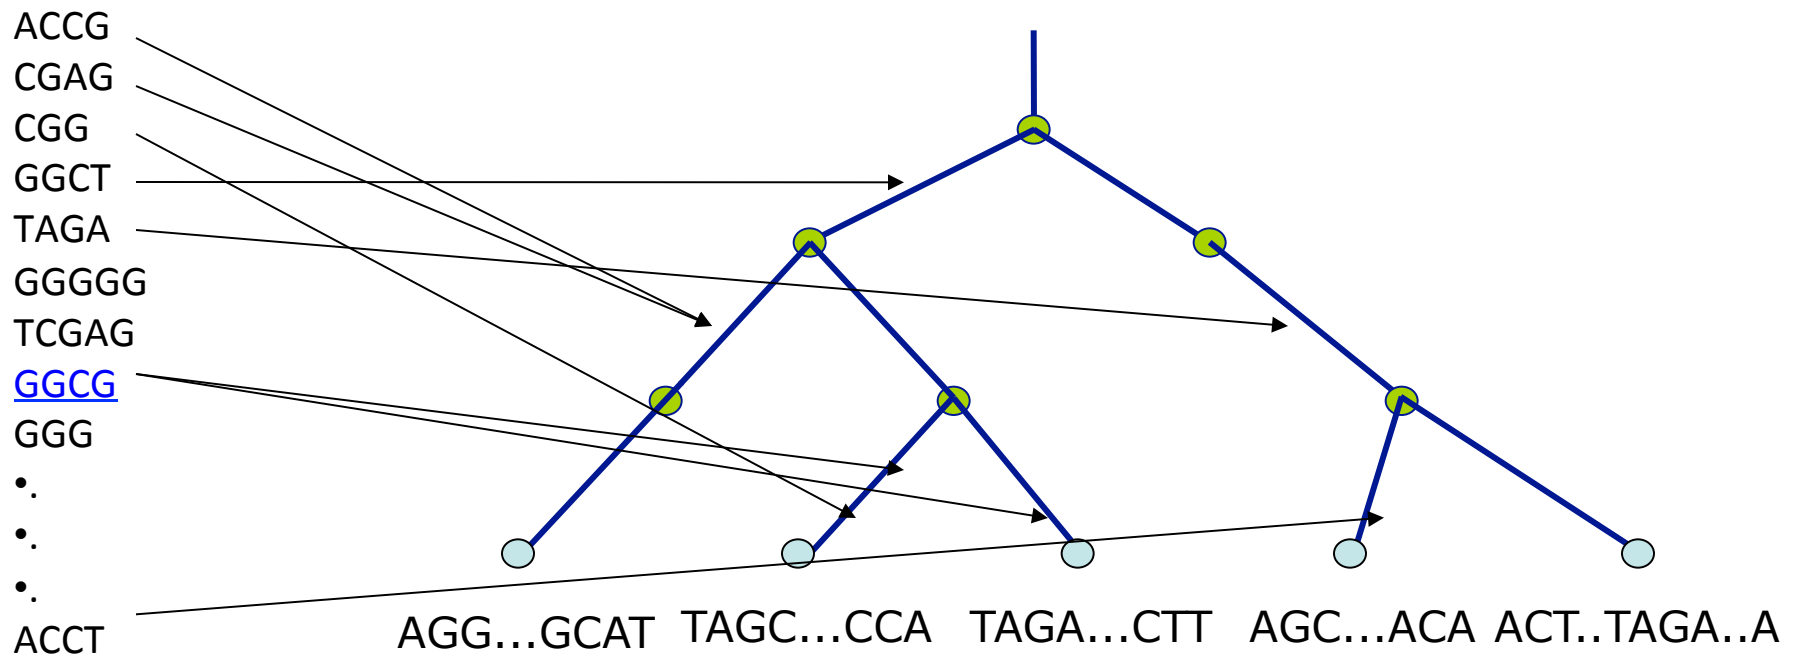 ACCG
CGAG
CGG
GGCT
TAGA
GGGGG
TCGAG
GGCG
GGG
•.
•.
•.
ACCT
AGG...GCAT TAGC...CCA TAGA...CTT AGC...ACA ACT..TAGA..A